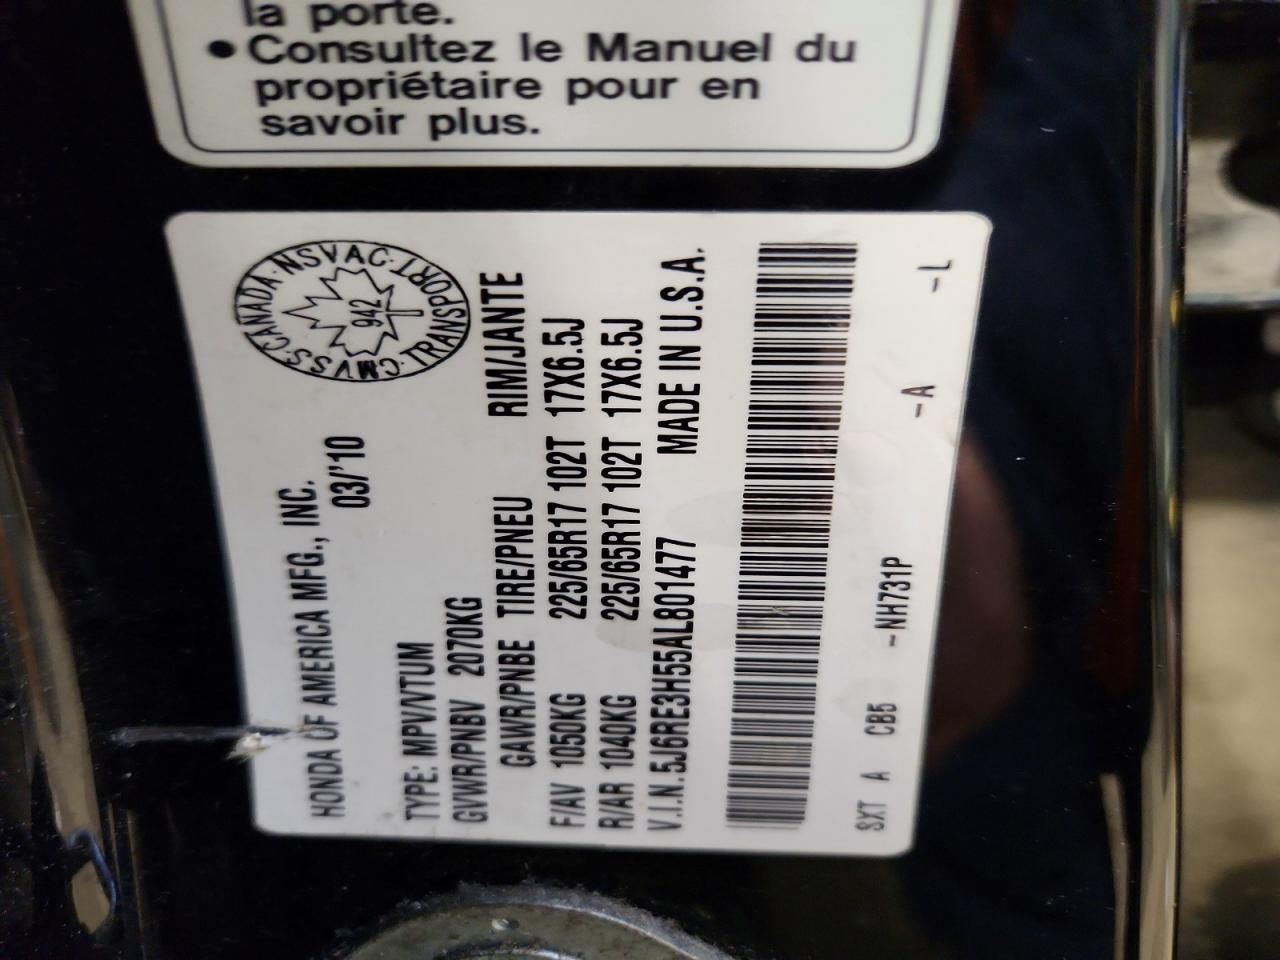 la porte.
• Consultez le Manuel du
propriétaire pour en
savoir plus.
HONDA OF AMERICA MFG., INC.
03/'10
CANADA · NSVAC · TRANSPORT · CMVSS ·
942
TYPE: MPV/VTUM
GVWR/PNBV 2070KG
GAWR/PNBE TIRE/PNEU RIM/JANTE
F/AV 1050KG 225/65R17 102T 17X6.5J
R/AR 1040KG 225/65R17 102T 17X6.5J
V.I.N.5J6RE3H55AL801477 MADE IN U.S.A.
SXT A CB5 -NH731P -A -L